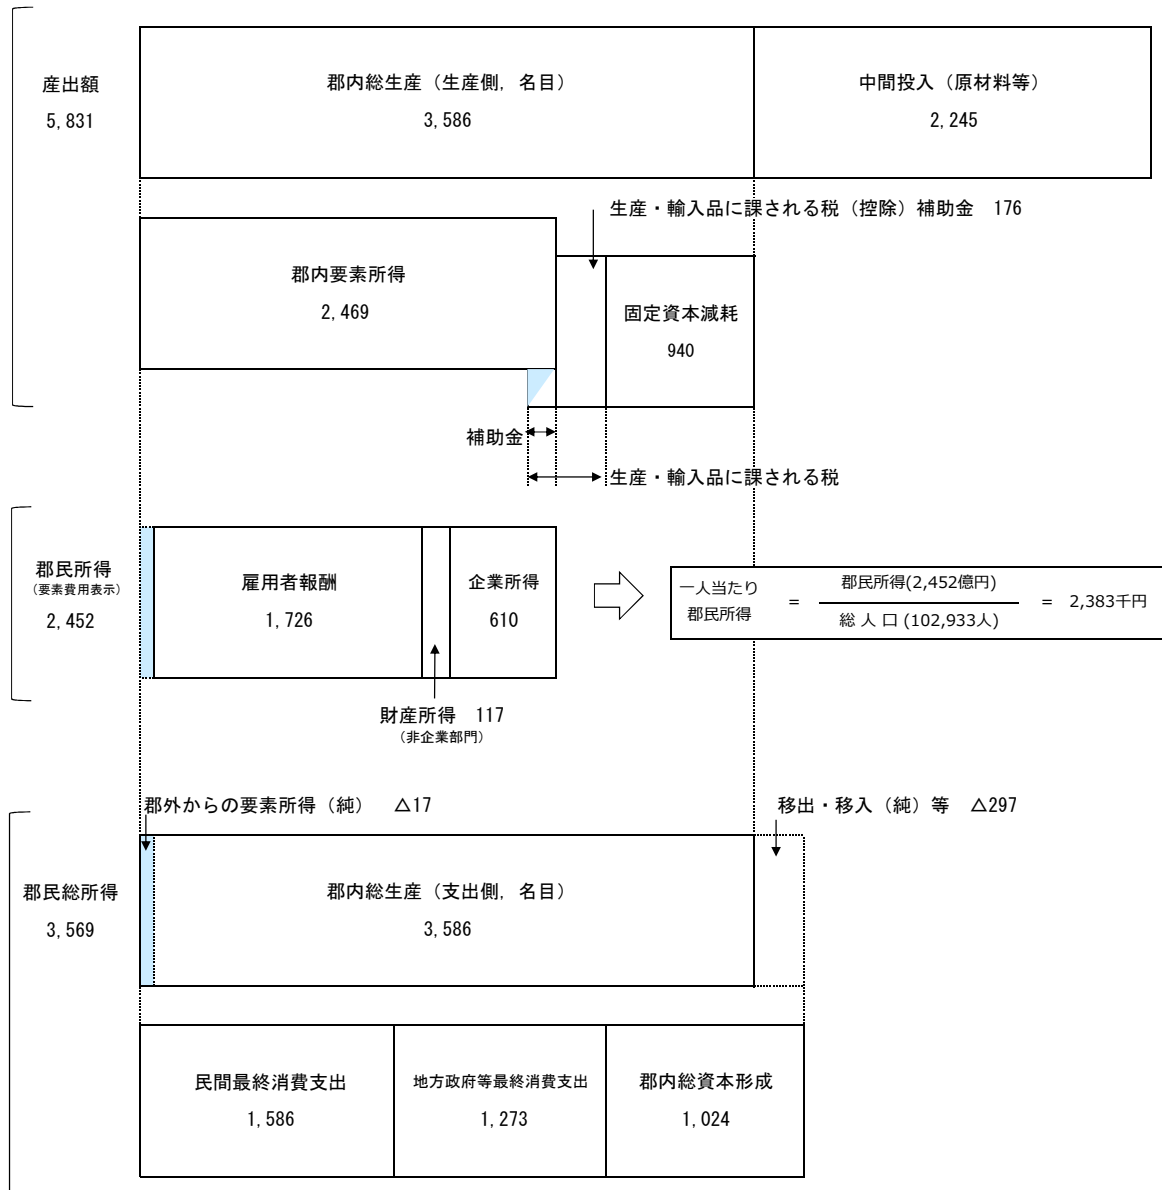 産出額
5,831
郡内総生産（生産側，名目）
3,586
中間投入（原材料等）
2,245
生産・輸入品に課される税（控除）補助金　176
郡内要素所得
2,469
固定資本減耗
940
補助金
生産・輸入品に課される税
郡民所得
（要素費用表示）
2,452
雇用者報酬
1,726
企業所得
610
財産所得　117
（非企業部門）
一人当たり
郡民所得
=
郡民所得(2,452億円)
総 人 口 (102,933人)
=
2,383千円
郡外からの要素所得（純）　△17
移出・移入（純）等　△297
郡民総所得
3,569
郡内総生産（支出側，名目）
3,586
民間最終消費支出
1,586
地方政府等最終消費支出
1,273
郡内総資本形成
1,024